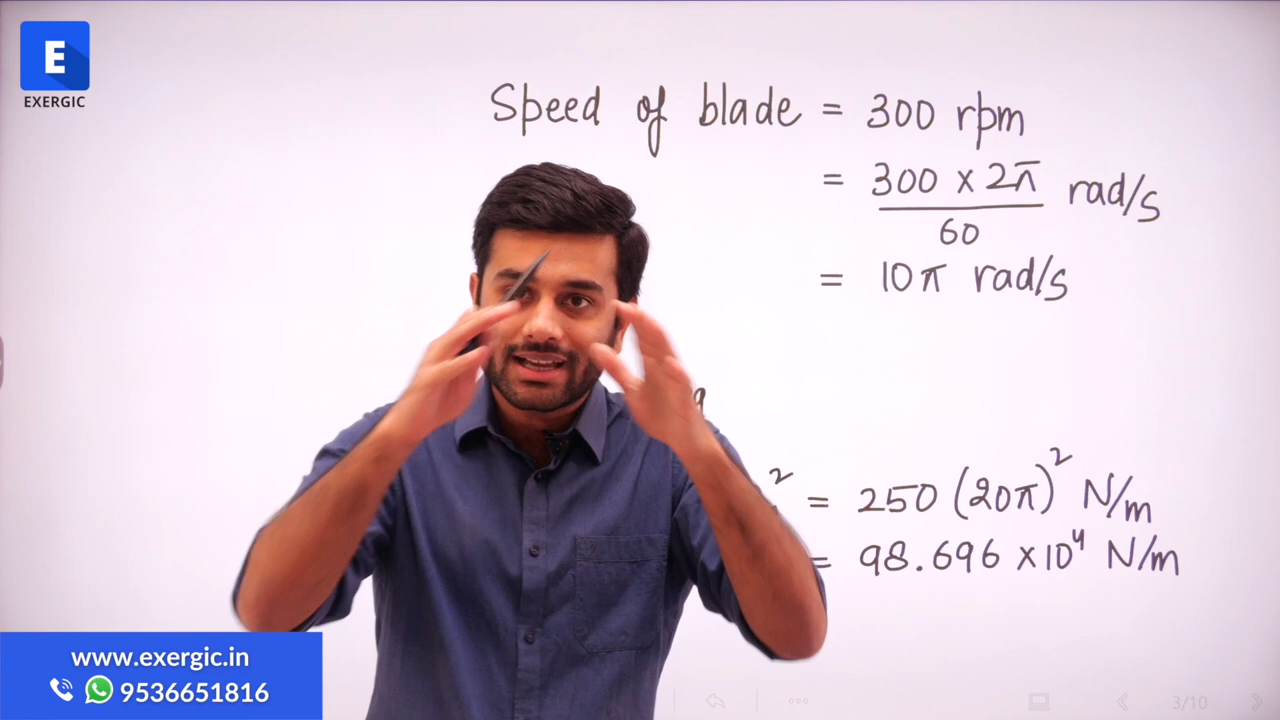 E
EXERGIC
Speed of blade = 300 rpm
= 300 × 2π / 60 rad/s
= 10π rad/s
2 = 250 (20π)² N/m
= 98.696 ×10⁴ N/m
www.exergic.in
9536651816
3/10